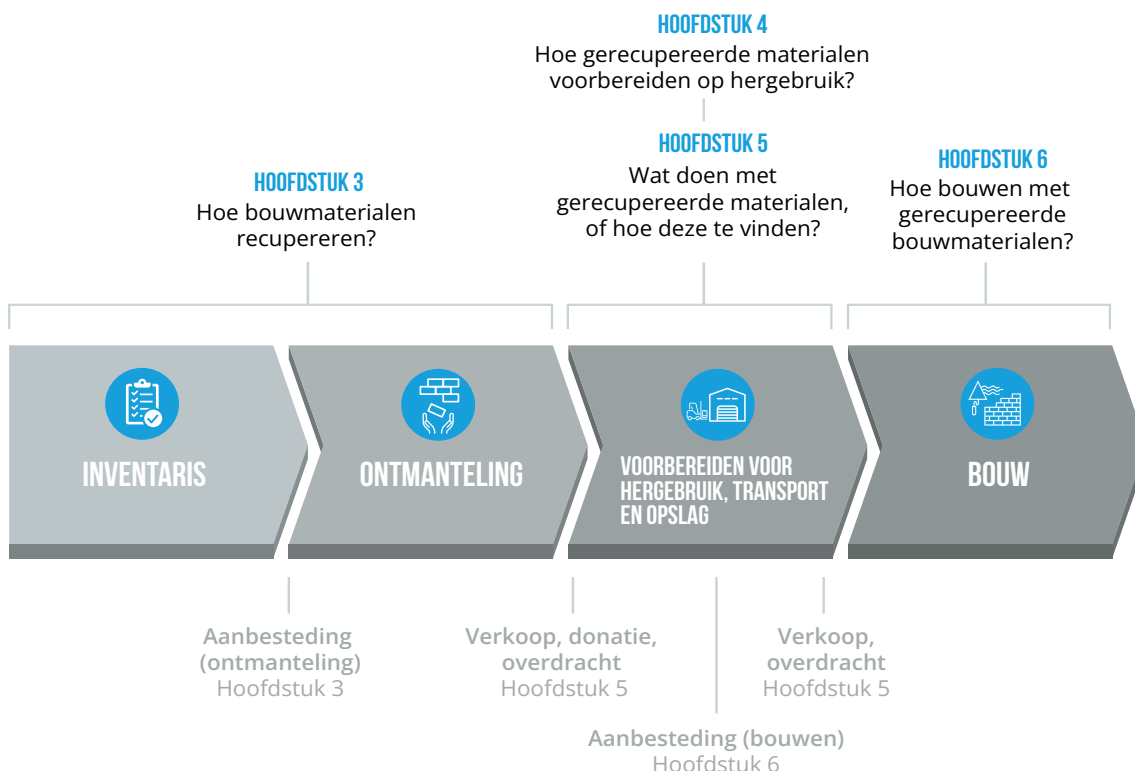 HOOFDSTUK 4
Hoe gerecupereerde materialen
voorbereiden op hergebruik?
HOOFDSTUK 3
Hoe bouwmaterialen
recupereren?
HOOFDSTUK 5
Wat doen met
gerecupereerde materialen,
of hoe deze te vinden?
HOOFDSTUK 6
Hoe bouwen met
gerecupereerde
bouwmaterialen?
INVENTARIS
ONTMANTELING
VOORBEREIDEN VOOR
HERGEBRUIK, TRANSPORT
EN OPSLAG
BOUW
Aanbesteding
(ontmanteling)
Hoofdstuk 3
Verkoop, donatie,
overdracht
Hoofdstuk 5
Verkoop,
overdracht
Hoofdstuk 5
Aanbesteding (bouwen)
Hoofdstuk 6